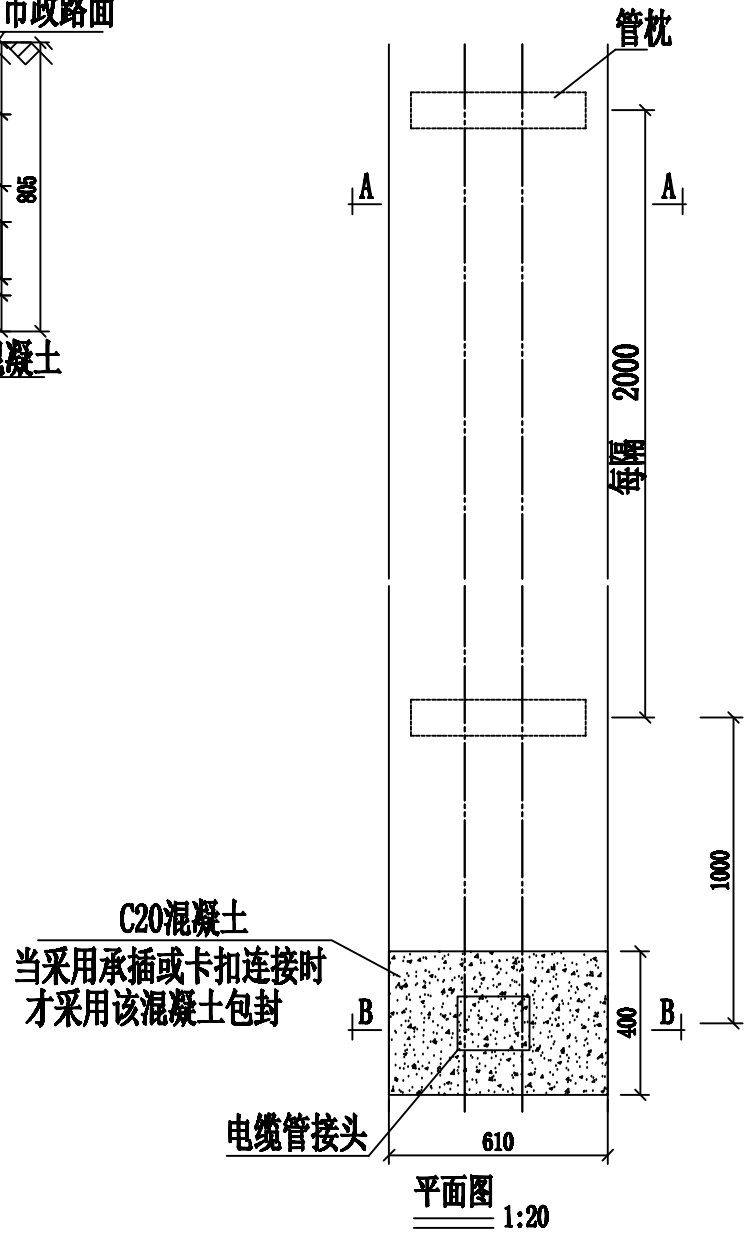 市政路面
管枕
A
A
805
混凝土
每隔 2000
1000
C20混凝土
当采用承插或卡扣连接时
才采用该混凝土包封
B
B
400
电缆管接头
610
平面图
1:20